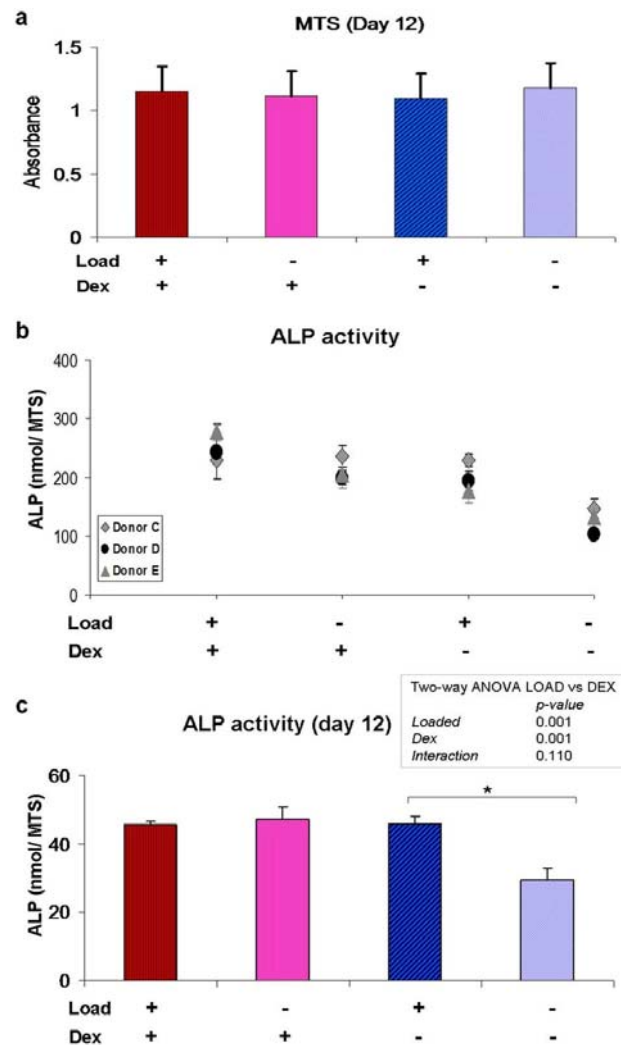 a
MTS (Day 12)
Absorbance
1.5
1
0.5
0
Load + - + -
Dex + + - -
b
ALP activity
ALP (nmol/ MTS)
400
300
200
100
0
Donor C
Donor D
Donor E
Load + - + -
Dex + + - -
Two-way ANOVA LOAD vs DEX
p-value
Loaded 0.001
Dex 0.001
Interaction 0.110
c
ALP activity (day 12)
*
ALP (nmol/ MTS)
60
40
20
0
Load + - + -
Dex + + - -